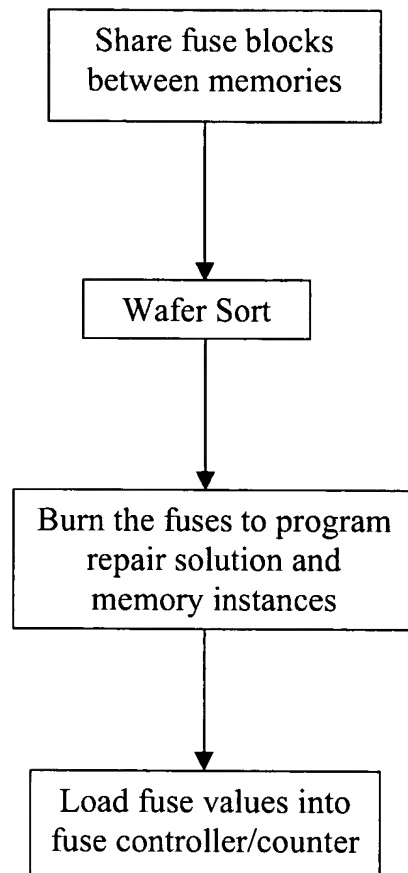 Share fuse blocks
between memories
Wafer Sort
Burn the fuses to program
repair solution and
memory instances
Load fuse values into
fuse controller/counter